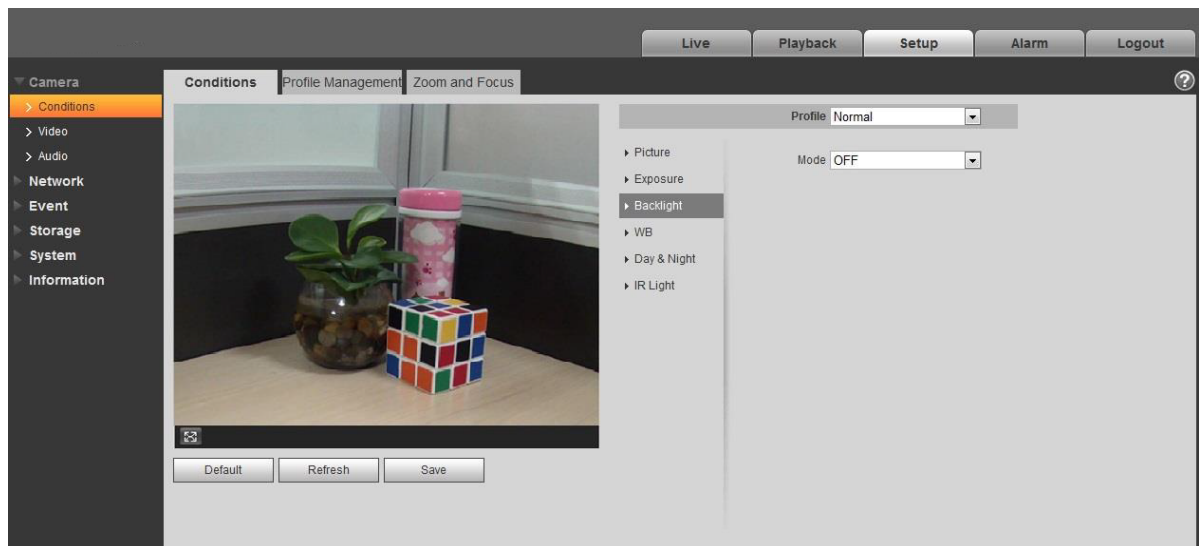 Live Playback Setup Alarm Logout
Camera
Conditions
Video
Audio
Network
Event
Storage
System
Information
Conditions Profile Management Zoom and Focus ?
Profile Normal
Picture
Exposure
Backlight
WB
Day & Night
IR Light
Mode OFF
Default Refresh Save